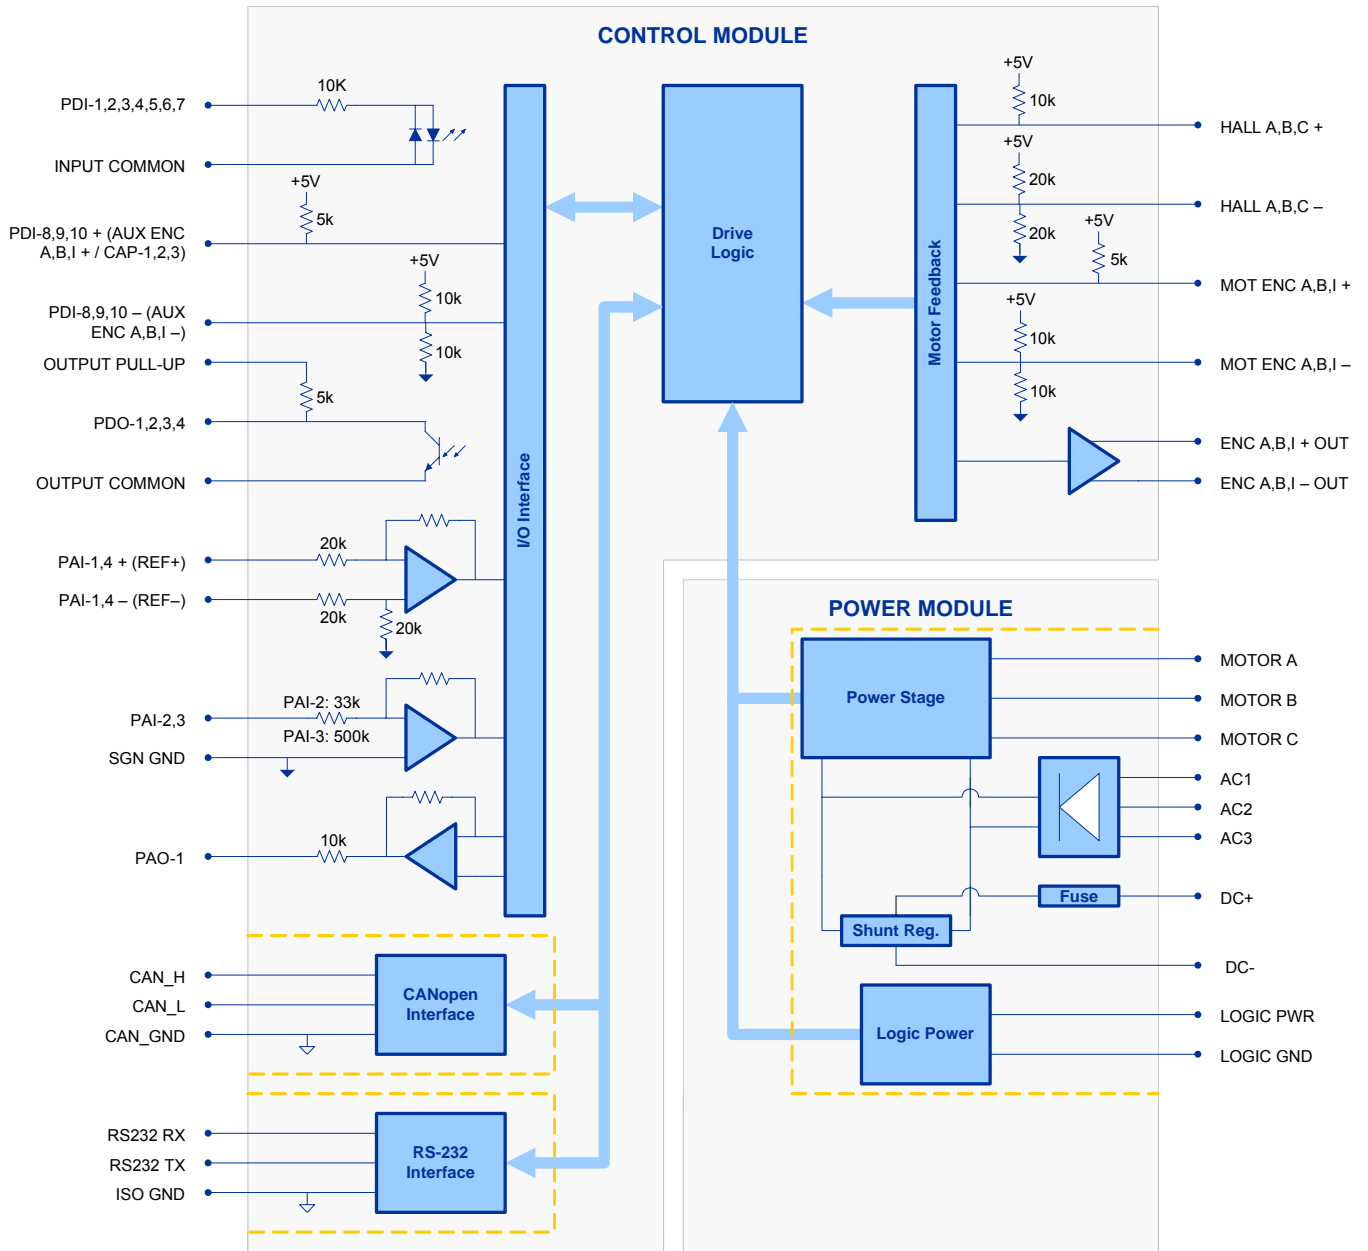 CONTROL MODULE
PDI-1,2,3,4,5,6,7
10K
INPUT COMMON
+5V
5k
PDI-8,9,10 + (AUX ENC
A,B,I + / CAP-1,2,3)
+5V
10k
PDI-8,9,10 – (AUX
ENC A,B,I –)
10k
OUTPUT PULL-UP
5k
PDO-1,2,3,4
OUTPUT COMMON
20k
PAI-1,4 + (REF+)
PAI-1,4 – (REF–)
20k
20k
PAI-2: 33k
PAI-2,3
PAI-3: 500k
SGN GND
10k
PAO-1
I/O Interface
Drive
Logic
Motor Feedback
+5V
10k
HALL A,B,C +
+5V
20k
HALL A,B,C –
20k
+5V
5k
MOT ENC A,B,I +
+5V
10k
MOT ENC A,B,I –
10k
ENC A,B,I + OUT
ENC A,B,I – OUT
CAN_H
CAN_L
CAN_GND
CANopen
Interface
RS232 RX
RS232 TX
ISO GND
RS-232
Interface
POWER MODULE
Power Stage
MOTOR A
MOTOR B
MOTOR C
AC1
AC2
AC3
Fuse
DC+
Shunt Reg.
DC-
Logic Power
LOGIC PWR
LOGIC GND